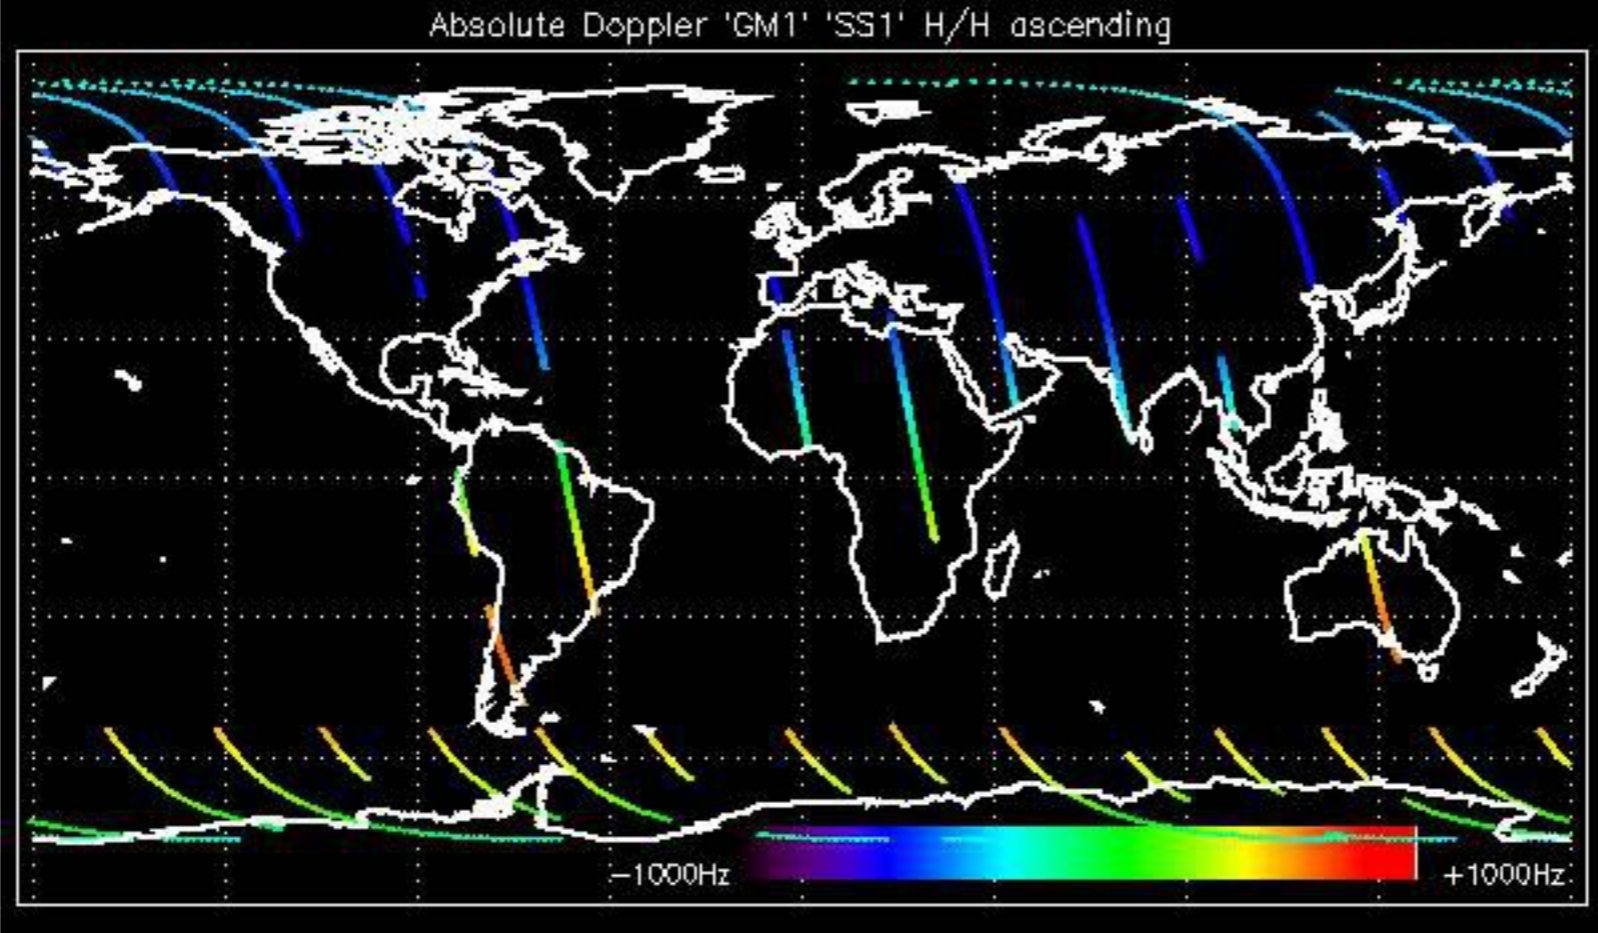 Absolute Doppler 'GM1' 'SS1' H/H ascending
−1000Hz +1000Hz